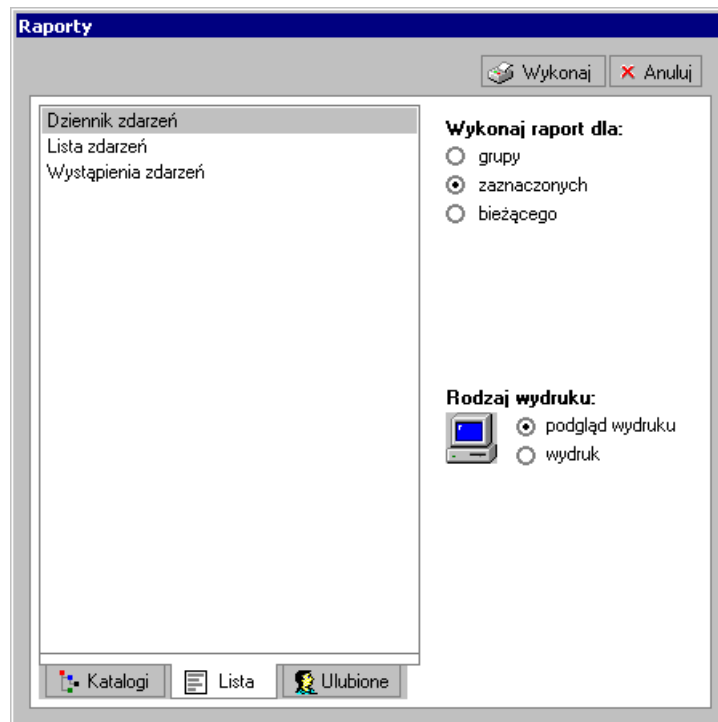 Raporty
Wykonaj
Anuluj
Dziennik zdarzeń
Lista zdarzeń
Wystąpienia zdarzeń
Wykonaj raport dla:
grupy
zaznaczonych
bieżącego
Rodzaj wydruku:
podgląd wydruku
wydruk
Katalogi
Lista
Ulubione